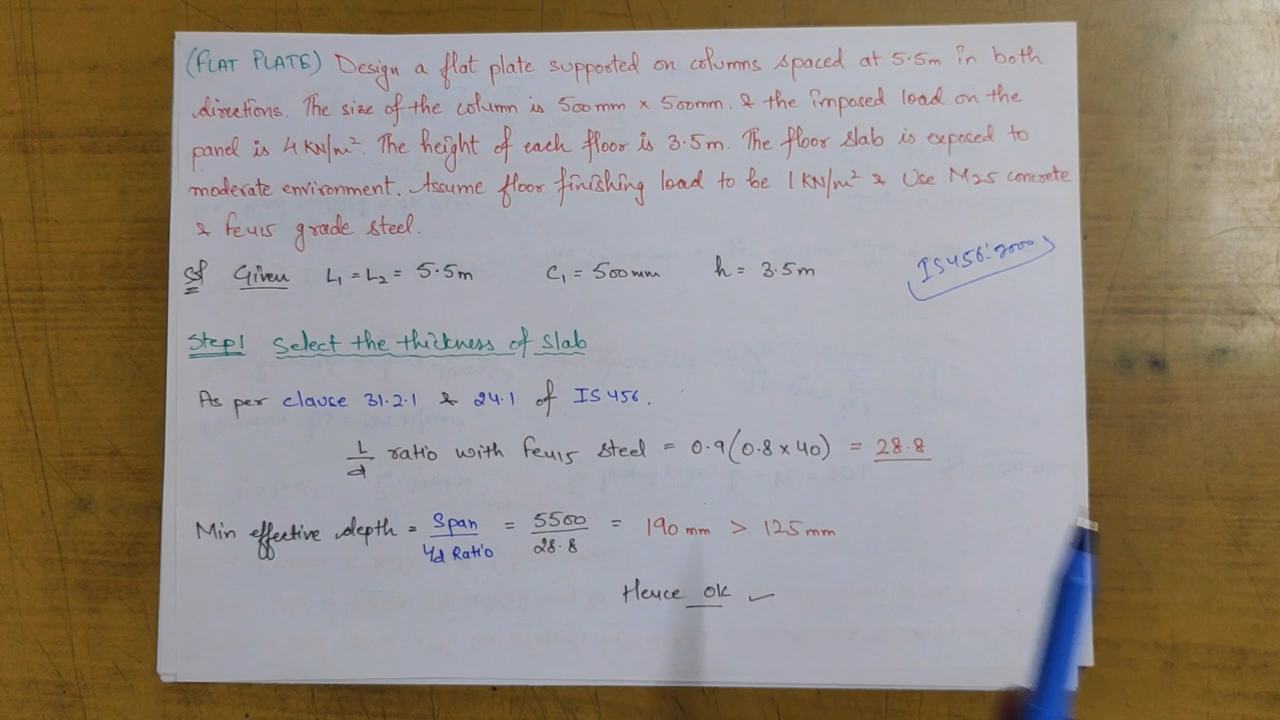 (FLAT PLATE) Design a flat plate supported on columns spaced at 5.5m in both
directions. The size of the column is 500mm x 500mm. & the imposed load on the
panel is 4 KN/m². The height of each floor is 3.5m. The floor slab is exposed to
moderate environment. Assume floor finishing load to be 1 KN/m² & Use M25 concrete
& Fe415 grade steel.
Sol Given L₁ = L₂ = 5.5m C₁ = 500mm h = 3.5m
IS456:2000
Step1 Select the thickness of slab
As per clause 31.2.1 & 24.1 of IS 456.
L/d ratio with Fe415 steel = 0.9(0.8 x 40) = 28.8
Min effective depth = Span / L/d Ratio = 5500 / 28.8 = 190 mm > 125mm
Hence OK ✓